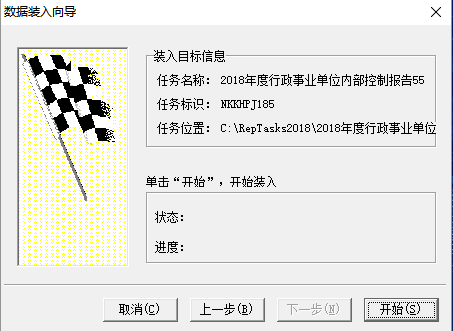 数据装入向导
装入目标信息
任务名称: 2018年度行政事业单位内部控制报告55
任务标识: NKKHPJ185
任务位置: C:\RepTasks2018\2018年度行政事业单位
单击“开始”，开始装入
状态:
进度:
取消(C) 上一步(B) 下一步(N) 开始(S)